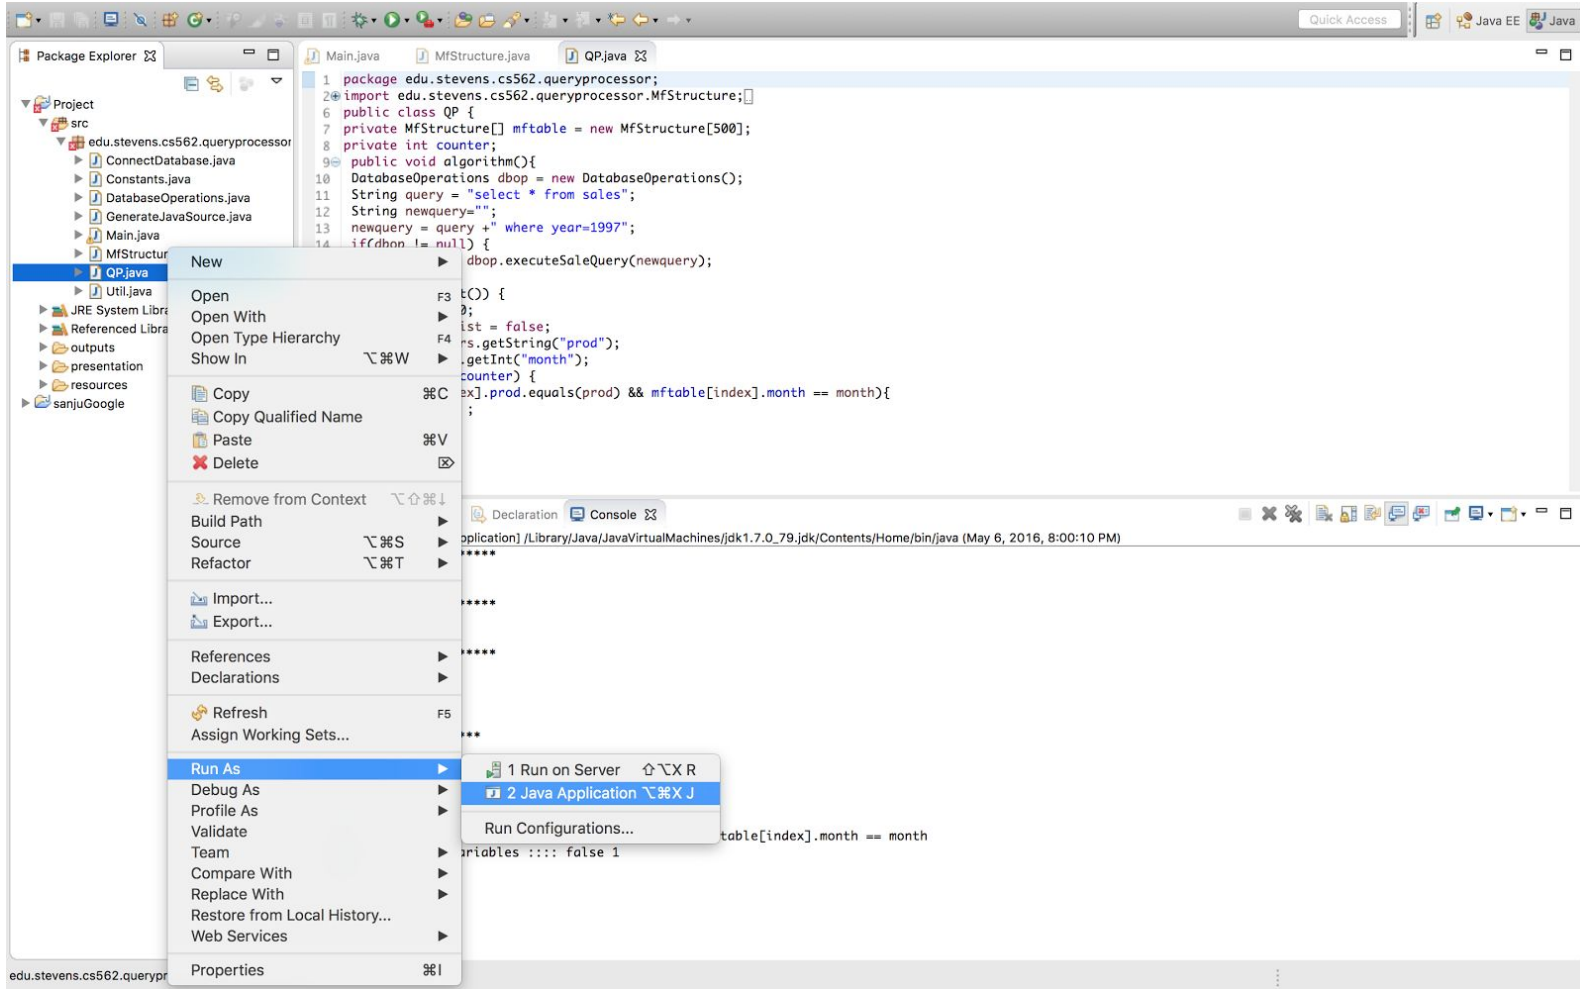 Quick Access
Java EE
Java
Package Explorer
Project
src
edu.stevens.cs562.queryprocessor
ConnectDatabase.java
Constants.java
DatabaseOperations.java
GenerateJavaSource.java
Main.java
MfStructur
QP.java
Util.java
JRE System Libra
Referenced Libra
outputs
presentation
resources
sanjuGoogle
Main.java
MfStructure.java
QP.java
1 package edu.stevens.cs562.queryprocessor;
2 import edu.stevens.cs562.queryprocessor.MfStructure;
6 public class QP {
7 private MfStructure[] mftable = new MfStructure[500];
8 private int counter;
9 public void algorithm(){
10 DatabaseOperations dbop = new DatabaseOperations();
11 String query = "select * from sales";
12 String newquery="";
13 newquery = query +" where year=1997";
14 if(dbop != null) {
dbop.executeSaleQuery(newquery);
t()) {
0;
ist = false;
rs.getString("prod");
.getInt("month");
counter) {
ex].prod.equals(prod) && mftable[index].month == month){
;
New
Open F3
Open With
Open Type Hierarchy F4
Show In ⌥⌘W
Copy ⌘C
Copy Qualified Name
Paste ⌘V
Delete ⌦
Remove from Context ⌥⇧⌘↓
Build Path
Source ⌥⌘S
Refactor ⌥⌘T
Import...
Export...
References
Declarations
Refresh F5
Assign Working Sets...
Run As
Debug As
Profile As
Validate
Team
Compare With
Replace With
Restore from Local History...
Web Services
Properties ⌘I
1 Run on Server ⇧⌥X R
2 Java Application ⌥⌘X J
Run Configurations...
Declaration
Console
pplication] /Library/Java/JavaVirtualMachines/jdk1.7.0_79.jdk/Contents/Home/bin/java (May 6, 2016, 8:00:10 PM)
*****
*****
*****
***
table[index].month == month
ariables :::: false 1
edu.stevens.cs562.querypr